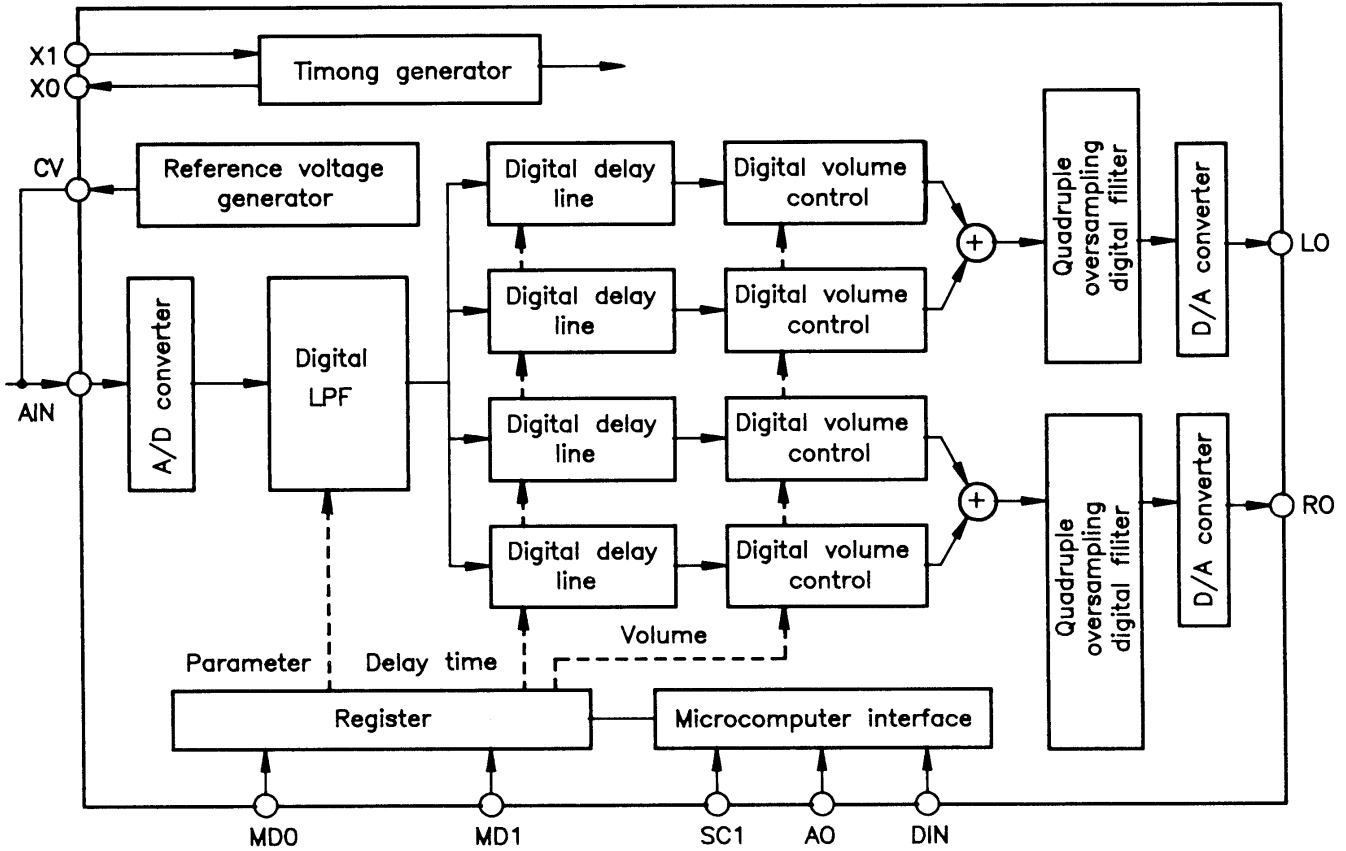 X1
X0
Timong generator
CV
Reference voltage
generator
AIN
A/D converter
Digital
LPF
Digital delay
line
Digital volume
control
Digital delay
line
Digital volume
control
Digital delay
line
Digital volume
control
Digital delay
line
Digital volume
control
+
+
Quadruple
oversampling
digital filiter
D/A converter
LO
Quadruple
oversampling
digital filiter
D/A converter
RO
Parameter
Delay time
Volume
Register
Microcomputer interface
MD0
MD1
SC1
A0
DIN